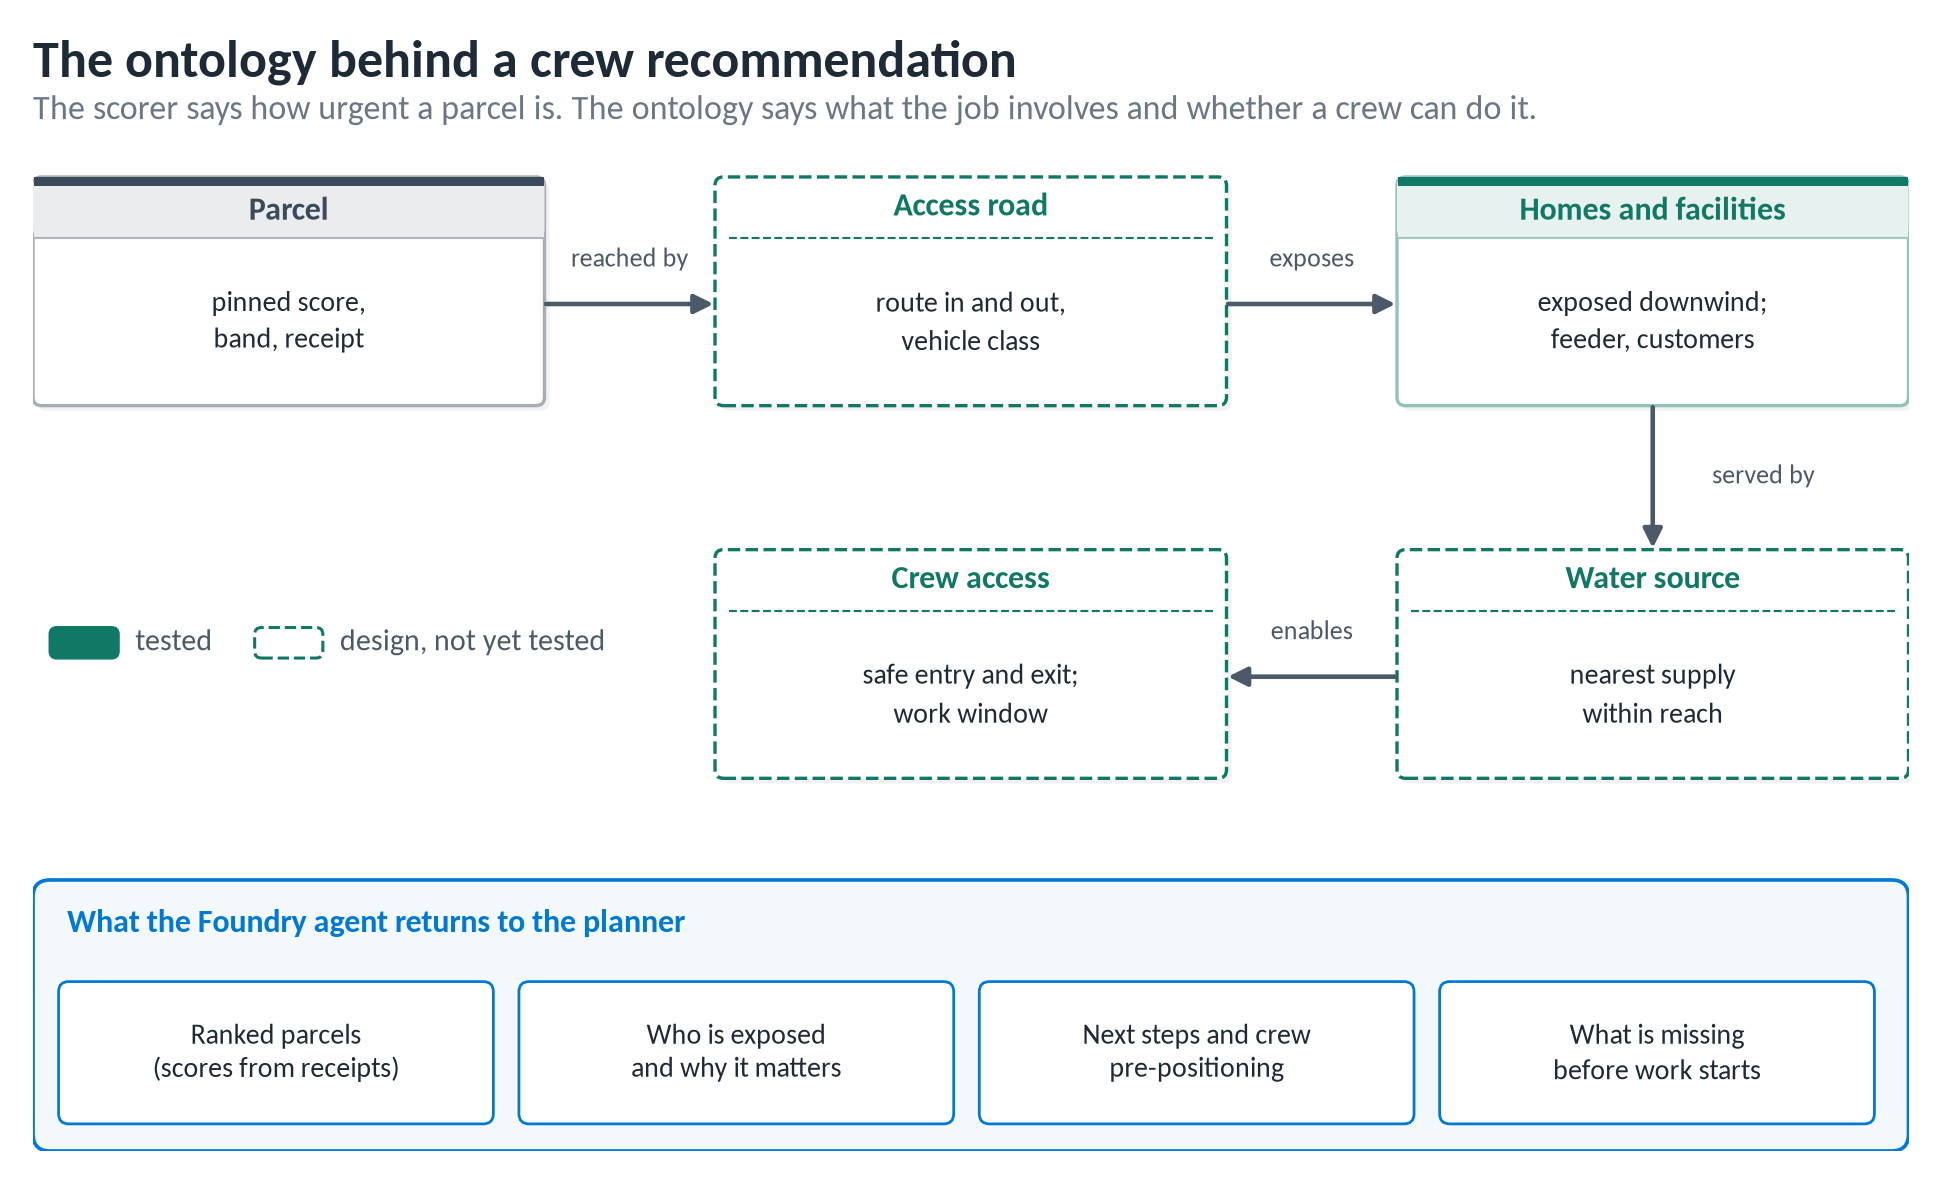 The ontology behind a crew recommendation
The scorer says how urgent a parcel is. The ontology says what the job involves and whether a crew can do it.
Parcel
pinned score,
band, receipt
reached by
Access road
route in and out,
vehicle class
exposes
Homes and facilities
exposed downwind;
feeder, customers
served by
tested
design, not yet tested
Crew access
safe entry and exit;
work window
enables
Water source
nearest supply
within reach
What the Foundry agent returns to the planner
Ranked parcels
(scores from receipts)
Who is exposed
and why it matters
Next steps and crew
pre-positioning
What is missing
before work starts